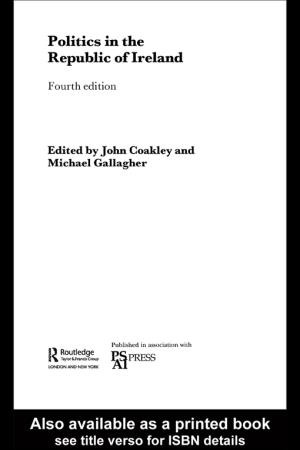 Politics in the
Republic of Ireland
Fourth edition
Edited by John Coakley and
Michael Gallagher
Published in association with
Routledge
Taylor & Francis Group
LONDON AND NEW YORK
PSAI PRESS
Also available as a printed book
see title verso for ISBN details